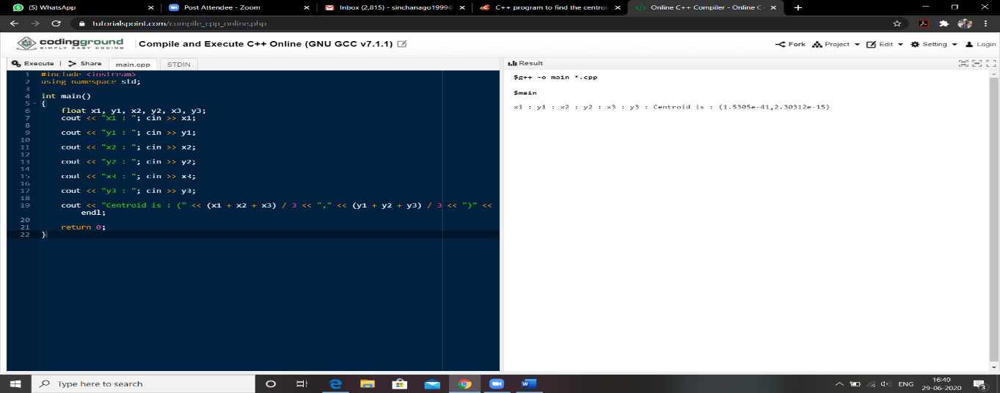 (5) WhatsApp
Post Attendee - Zoom
Inbox (2,815) - sinchanago1999
C++ program to find the centroi
Online C++ Compiler - Online C
tutorialspoint.com/compile_cpp_online.php
codingground
SIMPLY EASY CODING
Compile and Execute C++ Online (GNU GCC v7.1.1)
Fork Project Edit Setting Login
Execute | Share main.cpp STDIN
Result
1 #include <iostream>
2 using namespace std;
3
4 int main()
5 {
6 float x1, y1, x2, y2, x3, y3;
7 cout << "x1 : "; cin >> x1;
8
9 cout << "y1 : "; cin >> y1;
10
11 cout << "x2 : "; cin >> x2;
12
13 cout << "y2 : "; cin >> y2;
14
15 cout << "x3 : "; cin >> x3;
16
17 cout << "y3 : "; cin >> y3;
18
19 cout << "Centroid is : (" << (x1 + x2 + x3) / 3 << "," << (y1 + y2 + y3) / 3 << ")" <<
endl;
20
21 return 0;
22 }
$g++ -o main *.cpp
$main
x1 : y1 : x2 : y2 : x3 : y3 : Centroid is : (1.5305e-41,2.30312e-15)
Type here to search
ENG
16:40
29-06-2020
3